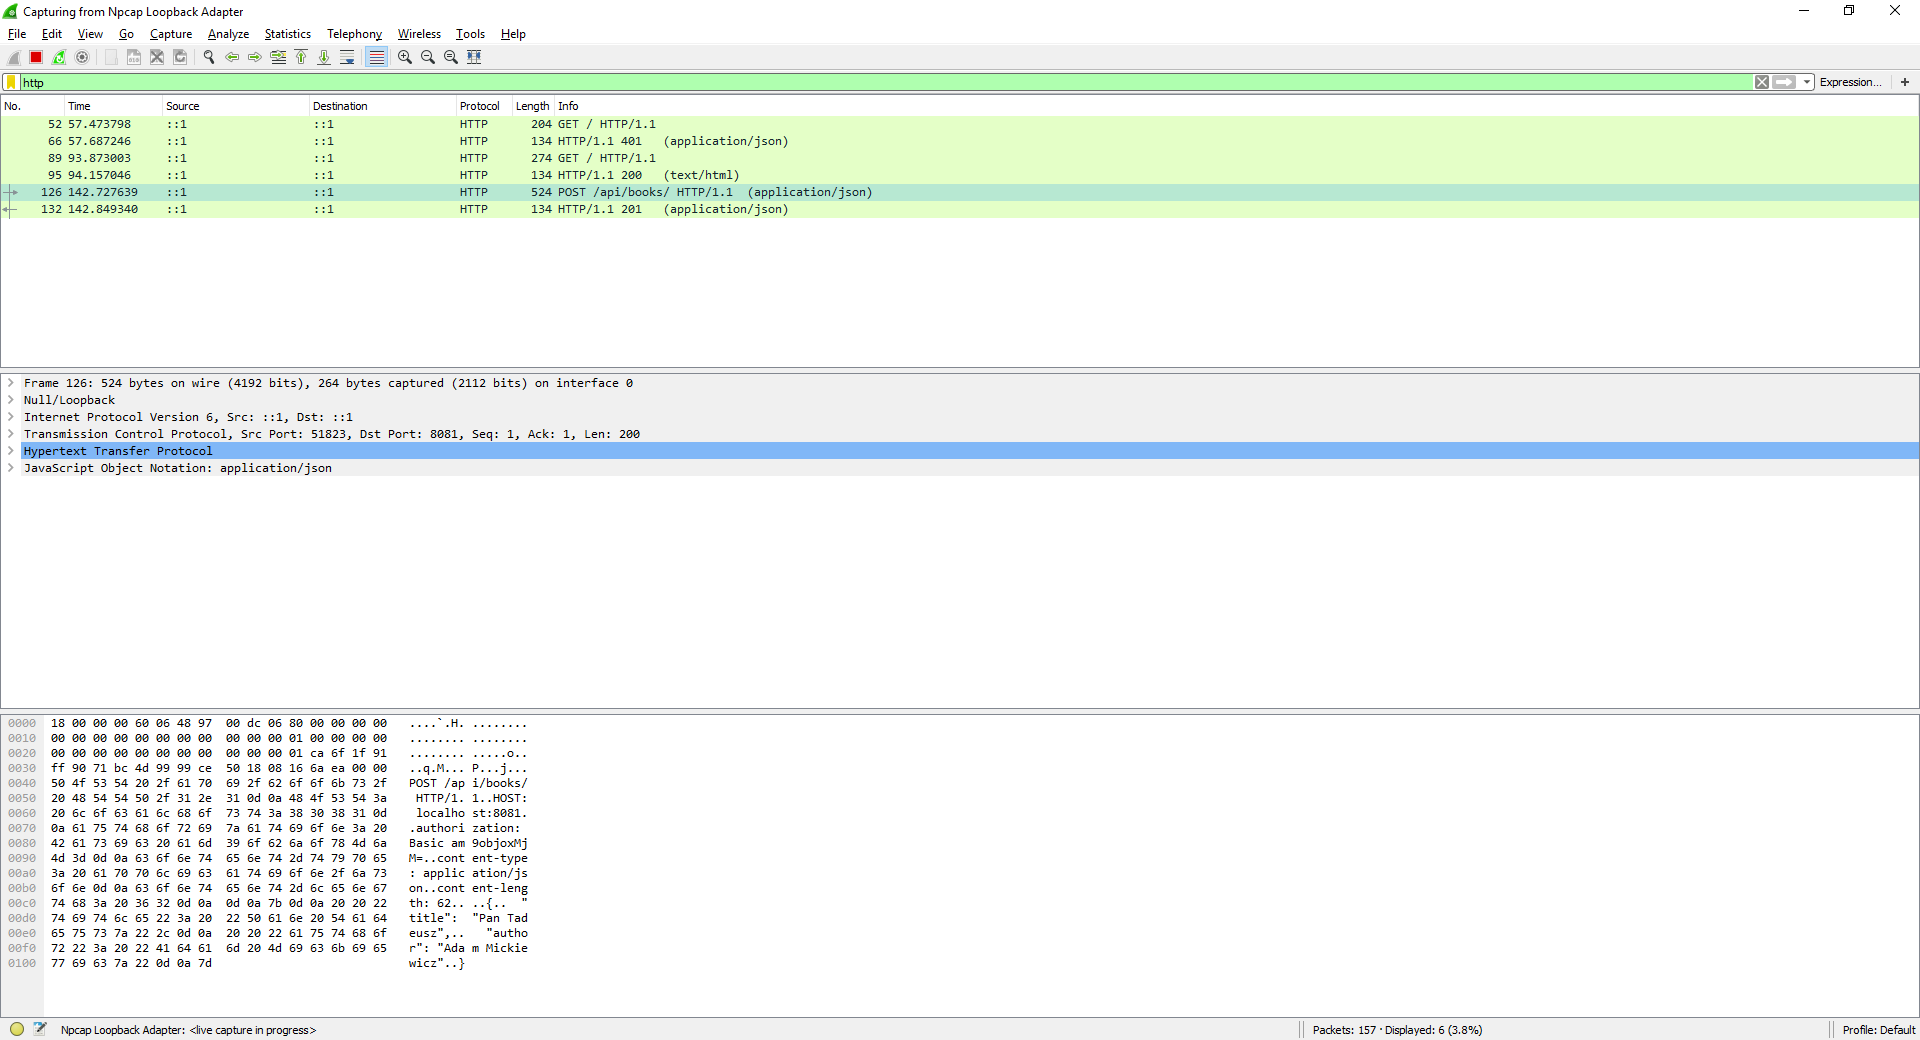 Capturing from Npcap Loopback Adapter
File Edit View Go Capture Analyze Statistics Telephony Wireless Tools Help
http Expression... +
No. Time Source Destination Protocol Length Info
52 57.473798 ::1 ::1 HTTP 204 GET / HTTP/1.1
66 57.687246 ::1 ::1 HTTP 134 HTTP/1.1 401 (application/json)
89 93.873003 ::1 ::1 HTTP 274 GET / HTTP/1.1
95 94.157046 ::1 ::1 HTTP 134 HTTP/1.1 200 (text/html)
126 142.727639 ::1 ::1 HTTP 524 POST /api/books/ HTTP/1.1 (application/json)
132 142.849340 ::1 ::1 HTTP 134 HTTP/1.1 201 (application/json)
Frame 126: 524 bytes on wire (4192 bits), 264 bytes captured (2112 bits) on interface 0
Null/Loopback
Internet Protocol Version 6, Src: ::1, Dst: ::1
Transmission Control Protocol, Src Port: 51823, Dst Port: 8081, Seq: 1, Ack: 1, Len: 200
Hypertext Transfer Protocol
JavaScript Object Notation: application/json
0000 18 00 00 00 60 06 48 97 00 dc 06 80 00 00 00 00 ....`.H. ........
0010 00 00 00 00 00 00 00 00 00 00 00 01 00 00 00 00 ........ ........
0020 00 00 00 00 00 00 00 00 00 00 00 01 ca 6f 1f 91 ........ .....o..
0030 ff 90 71 bc 4d 99 99 ce 50 18 08 16 6a ea 00 00 ..q.M... P...j...
0040 50 4f 53 54 20 2f 61 70 69 2f 62 6f 6f 6b 73 2f POST /ap i/books/
0050 20 48 54 54 50 2f 31 2e 31 0d 0a 48 4f 53 54 3a HTTP/1. 1..HOST:
0060 20 6c 6f 63 61 6c 68 6f 73 74 3a 38 30 38 31 0d localho st:8081.
0070 0a 61 75 74 68 6f 72 69 7a 61 74 69 6f 6e 3a 20 .authori zation:
0080 42 61 73 69 63 20 61 6d 39 6f 62 6a 6f 78 4d 6a Basic am 9objoxMj
0090 4d 3d 0d 0a 63 6f 6e 74 65 6e 74 2d 74 79 70 65 M=..cont ent-type
00a0 3a 20 61 70 70 6c 69 63 61 74 69 6f 6e 2f 6a 73 : applic ation/js
00b0 6f 6e 0d 0a 63 6f 6e 74 65 6e 74 2d 6c 65 6e 67 on..cont ent-leng
00c0 74 68 3a 20 36 32 0d 0a 0d 0a 7b 0d 0a 20 20 22 th: 62.. ..{.. "
00d0 74 69 74 6c 65 22 3a 20 22 50 61 6e 20 54 61 64 title": "Pan Tad
00e0 65 75 73 7a 22 2c 0d 0a 20 20 22 61 75 74 68 6f eusz",.. "autho
00f0 72 22 3a 20 22 41 64 61 6d 20 4d 69 63 6b 69 65 r": "Ada m Mickie
0100 77 69 63 7a 22 0d 0a 7d wicz"..}
Npcap Loopback Adapter: <live capture in progress> Packets: 157 · Displayed: 6 (3.8%) Profile: Default